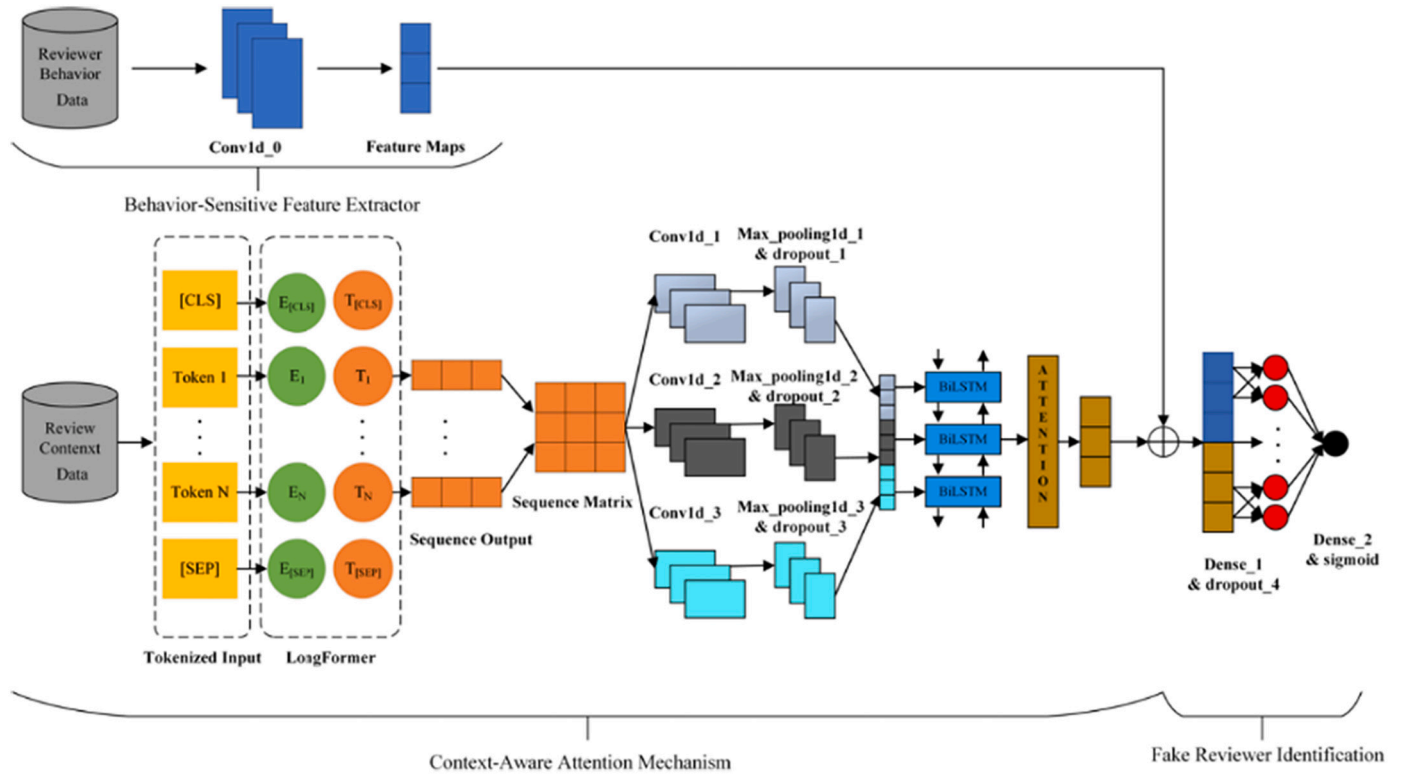 Reviewer
Behavior
Data
Conv1d_0
Feature Maps
Behavior-Sensitive Feature Extractor
Review
Contenxt
Data
[CLS]
Token 1
Token N
[SEP]
Tokenized Input
E[CLS]
T[CLS]
E1
T1
EN
TN
E[SEP]
T[SEP]
LongFormer
Sequence Output
Sequence Matrix
Conv1d_1
Max_pooling1d_1
& dropout_1
Conv1d_2
Max_pooling1d_2
& dropout_2
Conv1d_3
Max_pooling1d_3
& dropout_3
BiLSTM
BiLSTM
BiLSTM
ATTENTION
Dense_1
& dropout_4
Dense_2
& sigmoid
Context-Aware Attention Mechanism
Fake Reviewer Identification